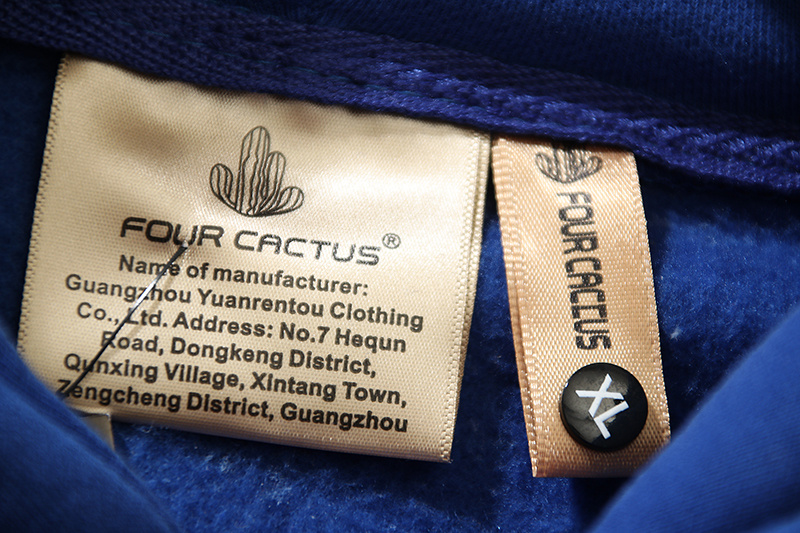 FOUR CACTUS®
Name of manufacturer:
Guangzhou Yuanrentou Clothing
Co., Ltd. Address: No.7 Hequn
Road, Dongkeng District,
Qunxing Village, Xintang Town,
Zengcheng District, Guangzhou
FOUR CACTUS
XL